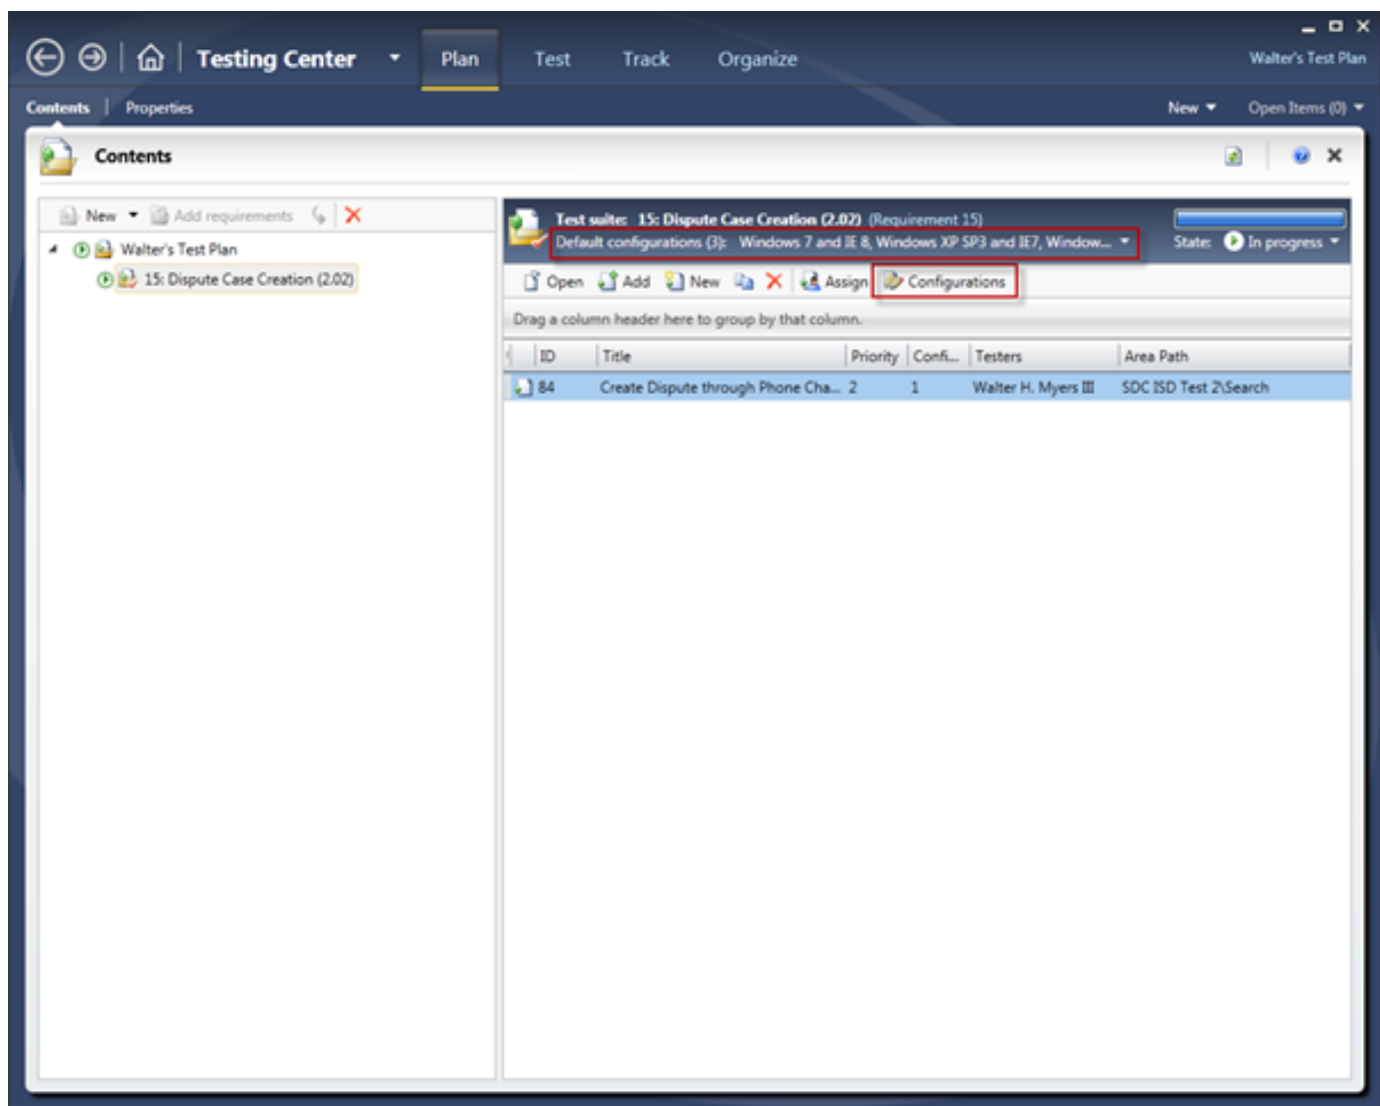 Testing Center Plan Test Track Organize Walter's Test Plan
Contents Properties New Open Items (0)
Contents
New Add requirements
Walter's Test Plan
15: Dispute Case Creation (2.02)
Test suite: 15: Dispute Case Creation (2.02) (Requirement 15)
Default configurations (3): Windows 7 and IE 8, Windows XP SP3 and IE7, Window... State: In progress
Open Add New Assign Configurations
Drag a column header here to group by that column.
ID Title Priority Confi... Testers Area Path
84 Create Dispute through Phone Cha... 2 1 Walter H. Myers III SDC ISD Test 2\Search